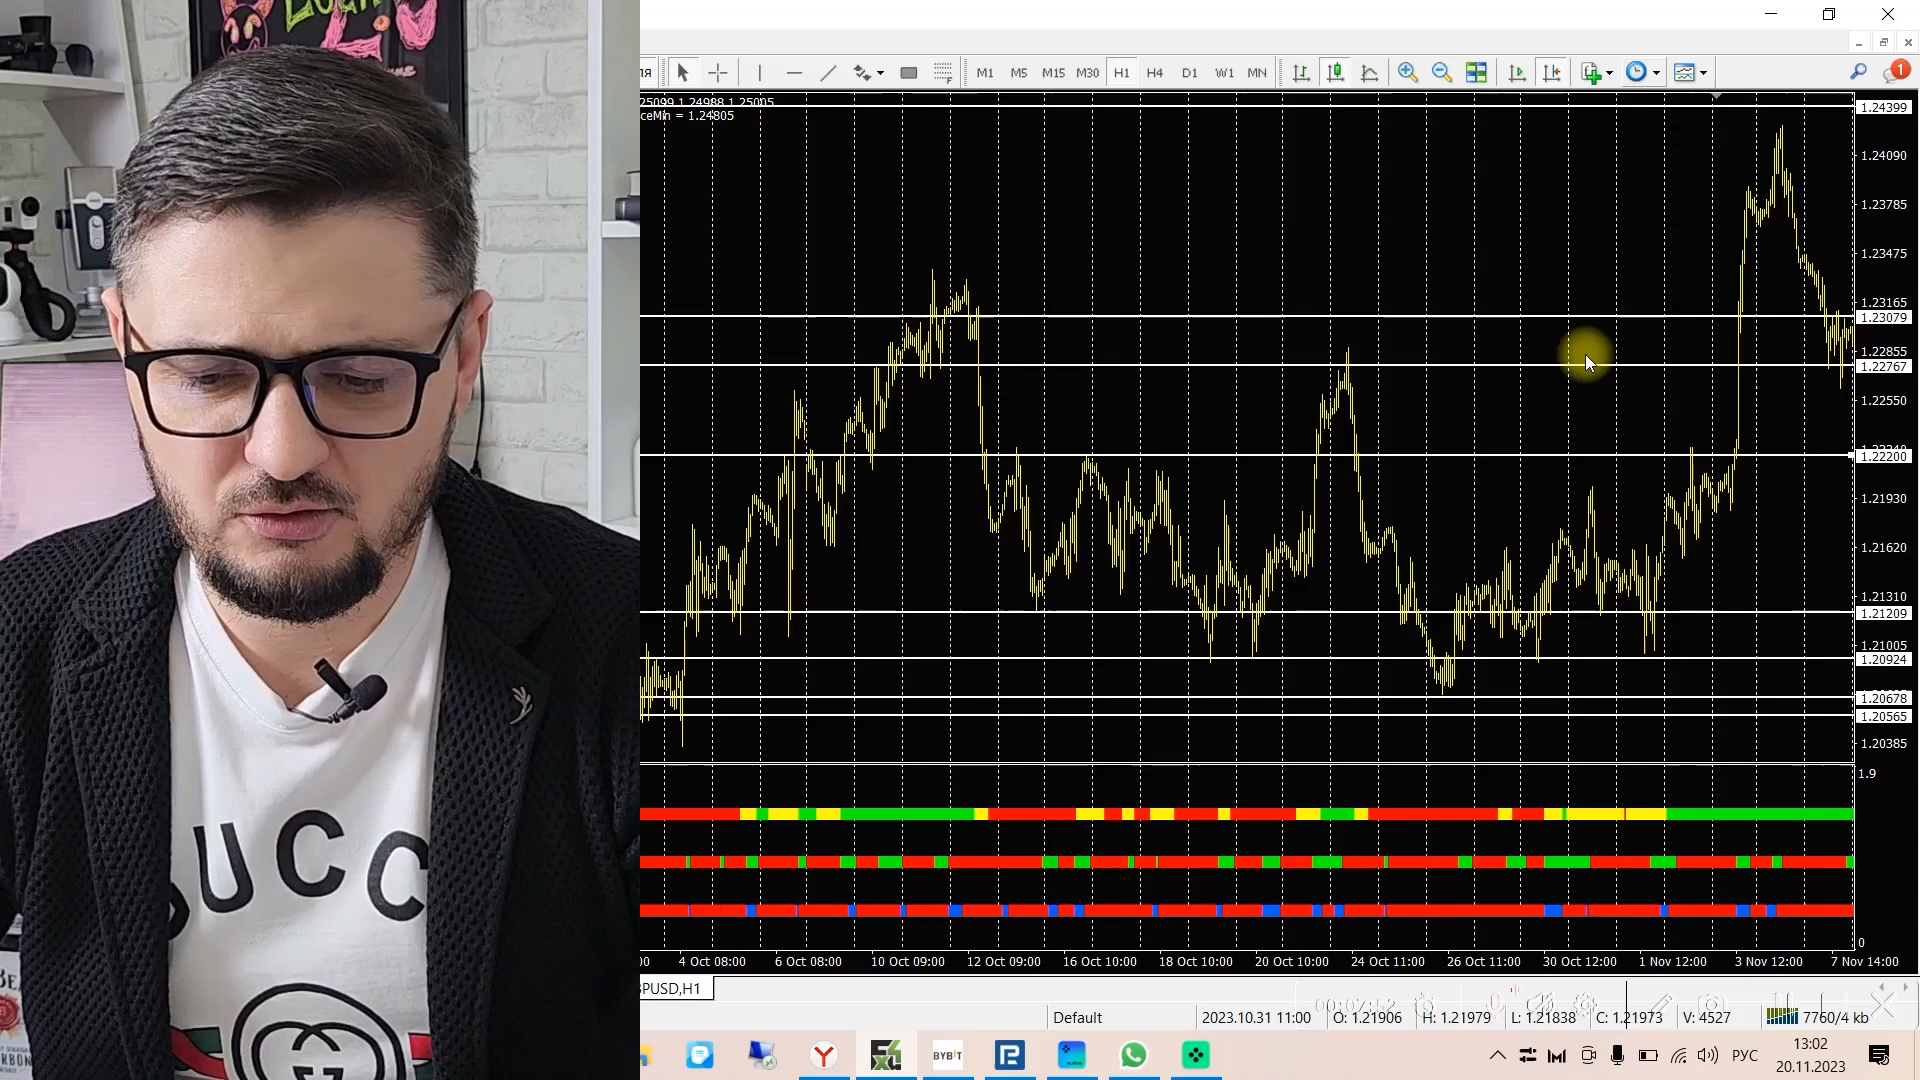 M1 M5 M15 M30 H1 H4 D1 W1 MN
1
25099 1.24988 1.25005
ceMin = 1.24805
1.24399
1.24090
1.23785
1.23475
1.23165
1.23079
1.22855
1.22767
1.22550
1.22200
1.21930
1.21620
1.21310
1.21209
1.21005
1.20924
1.20678
1.20565
1.20385
1.9
0
4 Oct 08:00 6 Oct 08:00 10 Oct 09:00 12 Oct 09:00 16 Oct 10:00 18 Oct 10:00 20 Oct 10:00 24 Oct 11:00 26 Oct 11:00 30 Oct 12:00 1 Nov 12:00 3 Nov 12:00 7 Nov 14:00
PUSD,H1
Default 2023.10.31 11:00 O: 1.21906 H: 1.21979 L: 1.21838 C: 1.21973 V: 4527 7760/4 kb
BYBIT
РУС
13:02
20.11.2023
GUCC